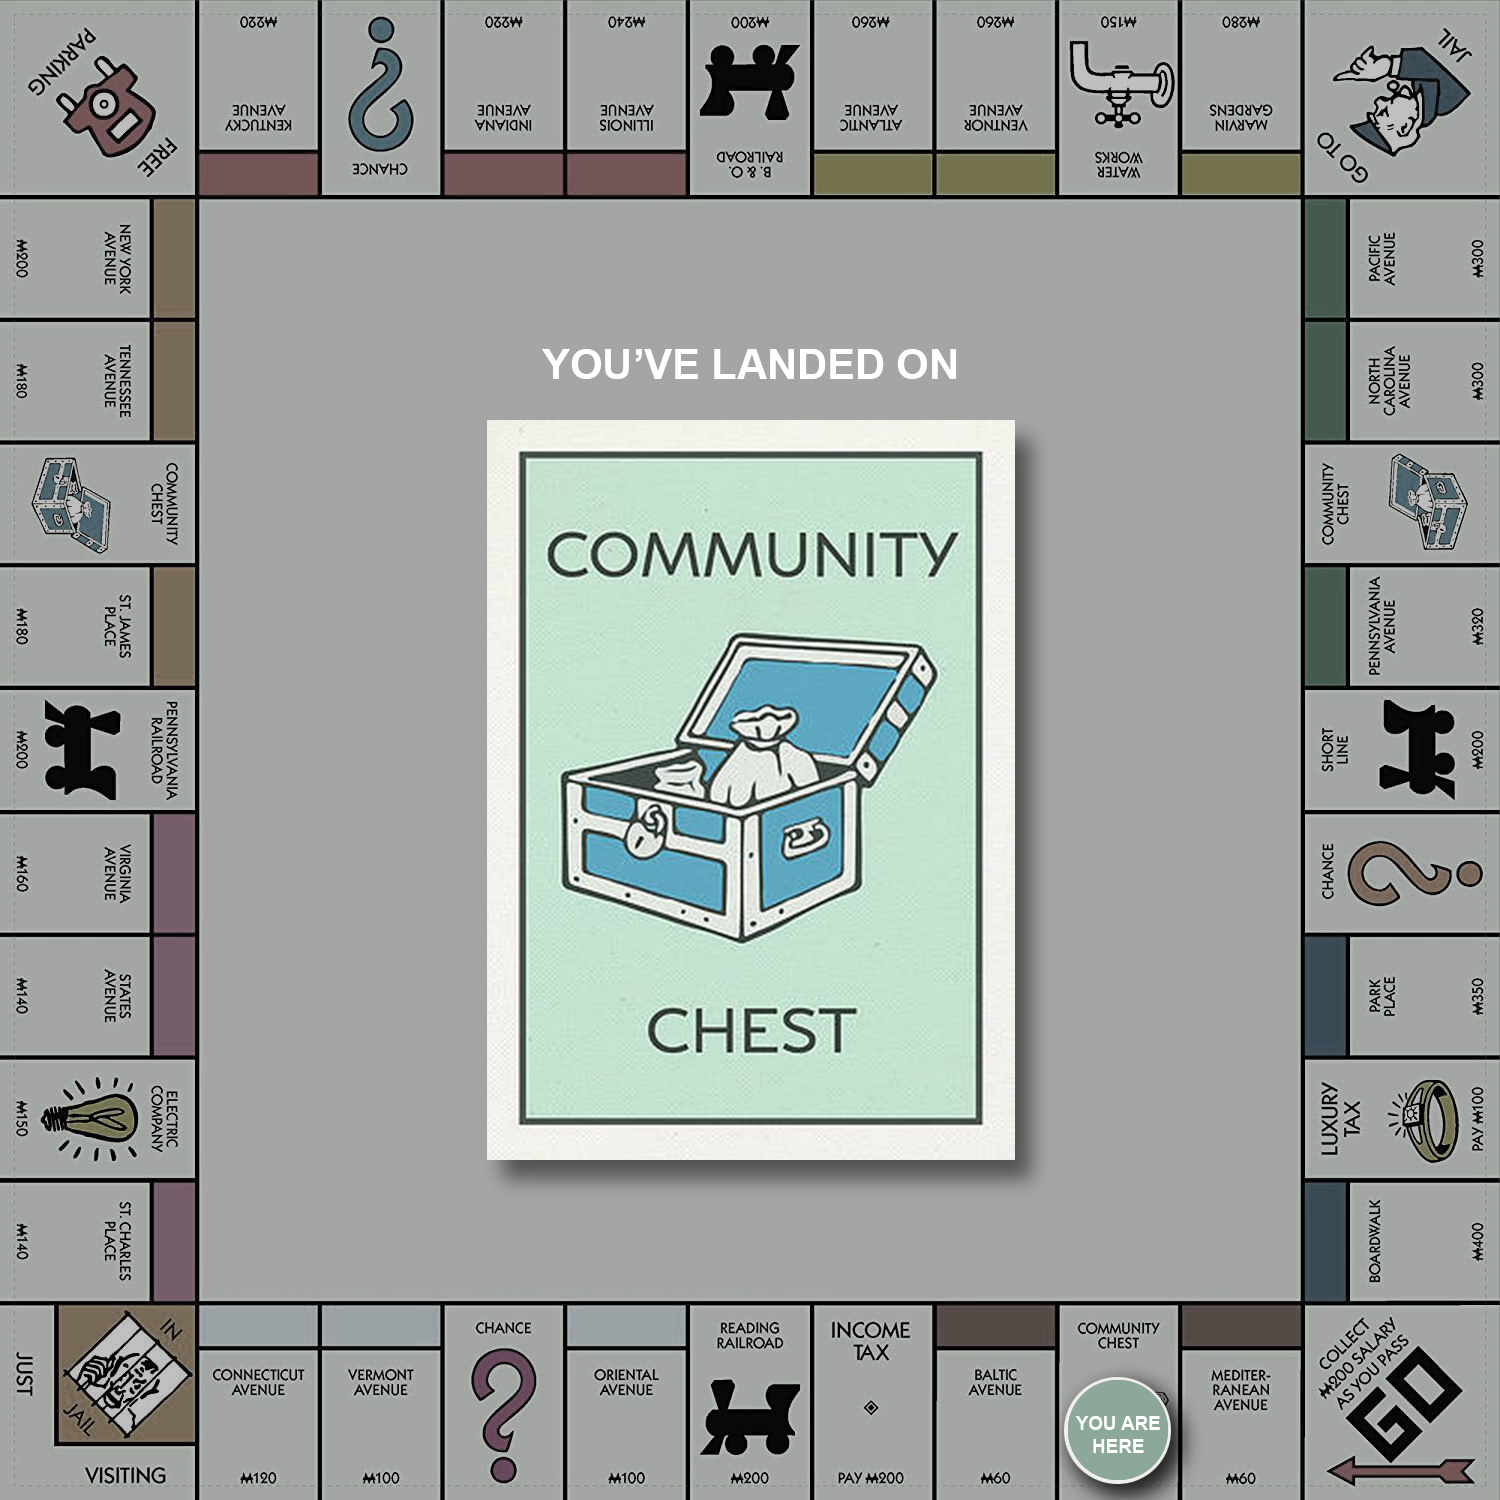 PARKING
FREE
₩220
KENTUCKY
AVENUE
CHANCE
₩220
INDIANA
AVENUE
₩240
ILLINOIS
AVENUE
₩200
B. & O.
RAILROAD
₩260
ATLANTIC
AVENUE
₩260
VENTNOR
AVENUE
₩150
WATER
WORKS
₩280
MARVIN
GARDENS
GO TO
JAIL
₩200
NEW YORK
AVENUE
₩180
TENNESSEE
AVENUE
COMMUNITY
CHEST
₩180
ST. JAMES
PLACE
₩200
PENNSYLVANIA
RAILROAD
₩160
VIRGINIA
AVENUE
₩140
STATES
AVENUE
₩150
ELECTRIC
COMPANY
₩140
ST. CHARLES
PLACE
YOU’VE LANDED ON
COMMUNITY
CHEST
PACIFIC
AVENUE
₩300
NORTH
CAROLINA
AVENUE
₩300
COMMUNITY
CHEST
PENNSYLVANIA
AVENUE
₩320
SHORT
LINE
₩200
CHANCE
PARK
PLACE
₩350
LUXURY
TAX
PAY ₩100
BOARDWALK
₩400
JUST
VISITING
IN
JAIL
CONNECTICUT
AVENUE
₩120
VERMONT
AVENUE
₩100
CHANCE
ORIENTAL
AVENUE
₩100
READING
RAILROAD
₩200
INCOME
TAX
PAY ₩200
BALTIC
AVENUE
₩60
COMMUNITY
CHEST
YOU ARE
HERE
MEDITER-
RANEAN
AVENUE
₩60
COLLECT
₩200 SALARY
AS YOU PASS
GO